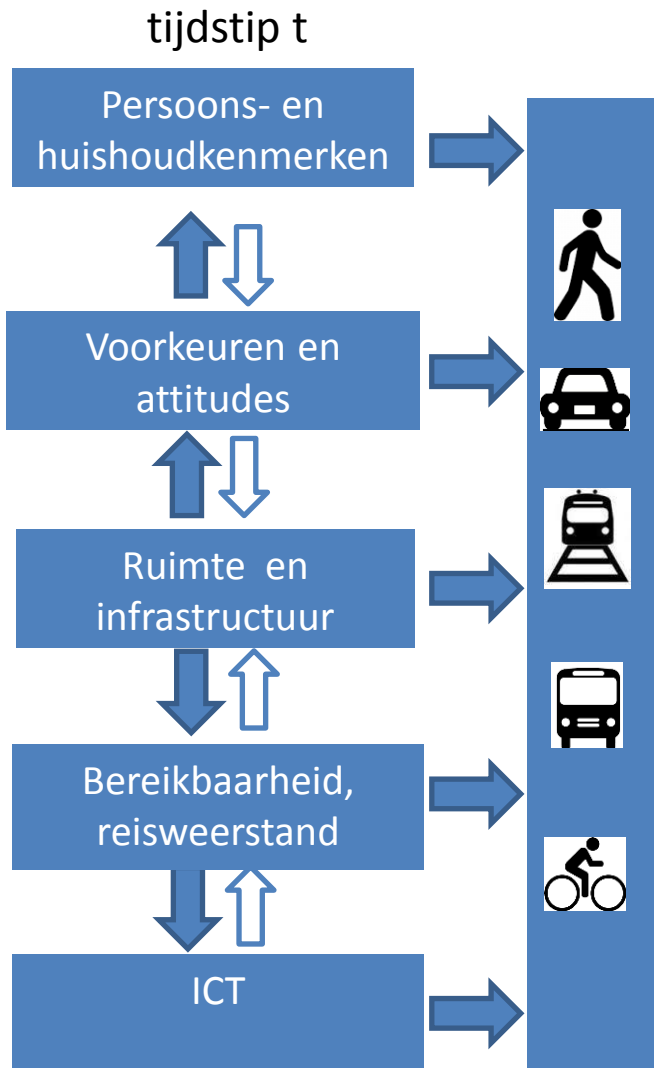 tijdstip t
Persoons- en
huishoudkenmerken
Voorkeuren en
attitudes
Ruimte en
infrastructuur
Bereikbaarheid,
reisweerstand
ICT